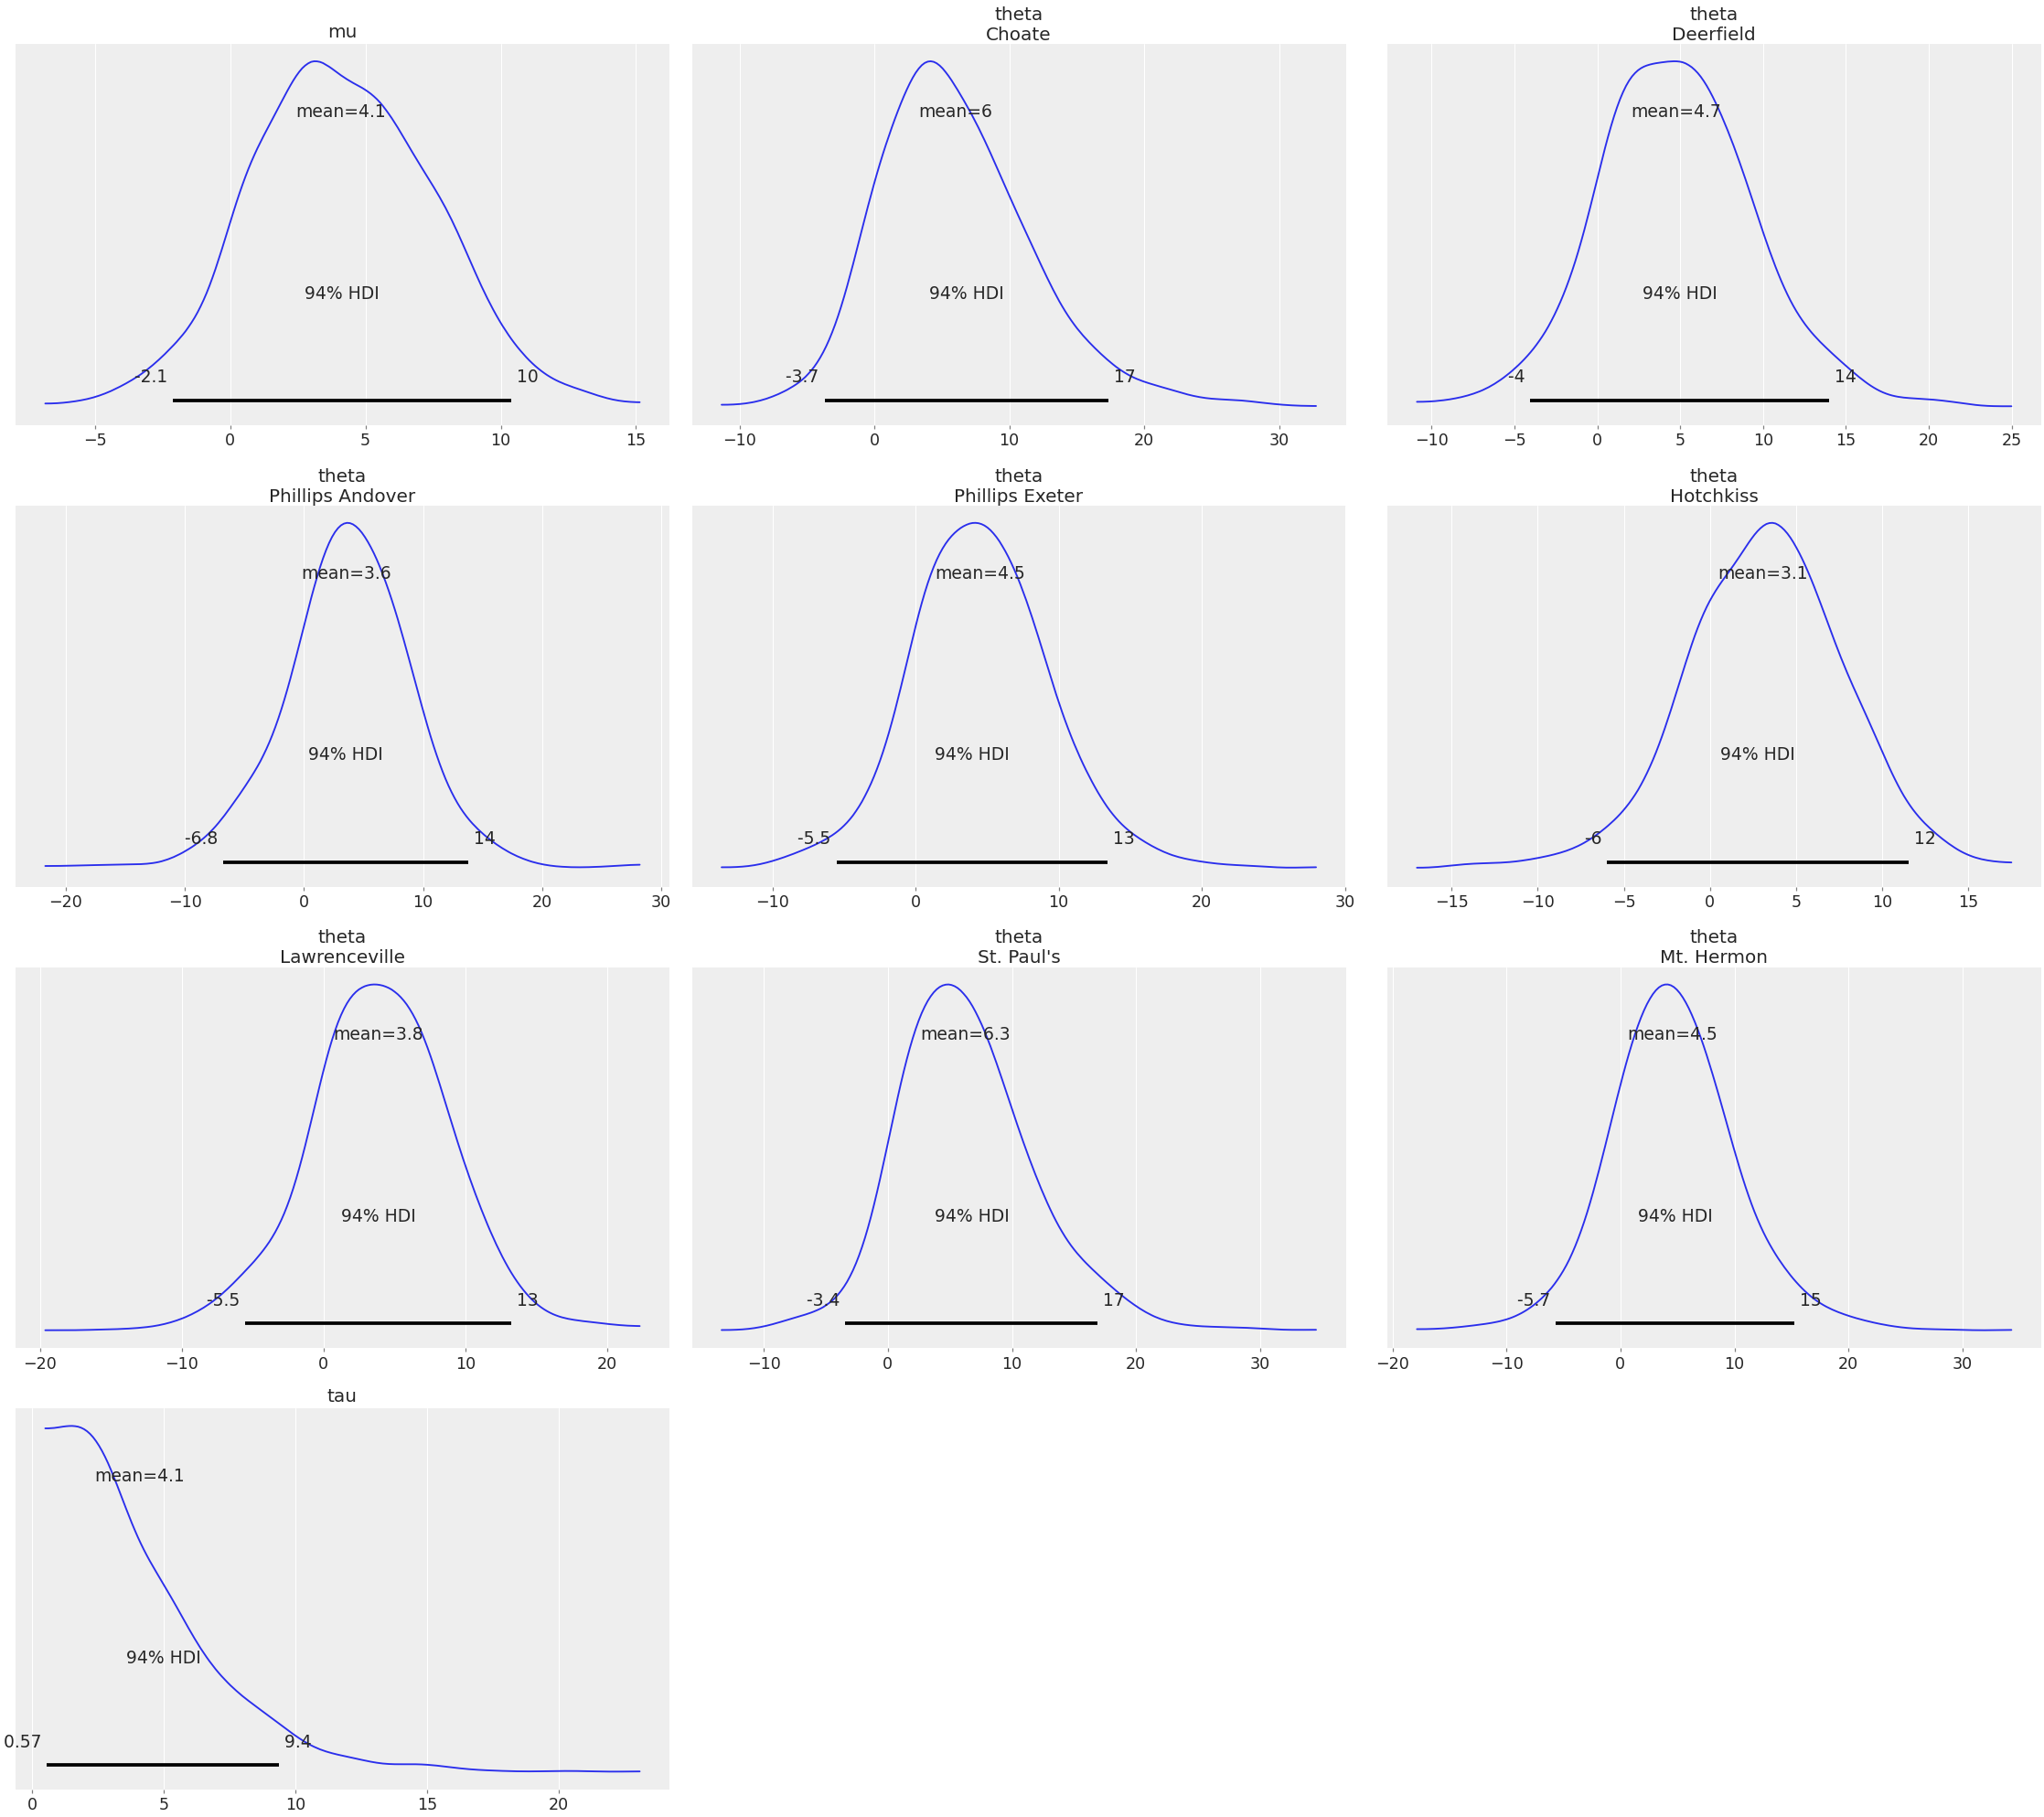 mu
mean=4.1
94% HDI
-2.1 10
−5 0 5 10 15
theta
Choate
mean=6
94% HDI
-3.7 17
−10 0 10 20 30
theta
Deerfield
mean=4.7
94% HDI
-4 14
−10 −5 0 5 10 15 20 25
theta
Phillips Andover
mean=3.6
94% HDI
-6.8 14
−20 −10 0 10 20 30
theta
Phillips Exeter
mean=4.5
94% HDI
-5.5 13
−10 0 10 20 30
theta
Hotchkiss
mean=3.1
94% HDI
-6 12
−15 −10 −5 0 5 10 15
theta
Lawrenceville
mean=3.8
94% HDI
-5.5 13
−20 −10 0 10 20
theta
St. Paul's
mean=6.3
94% HDI
-3.4 17
−10 0 10 20 30
theta
Mt. Hermon
mean=4.5
94% HDI
-5.7 15
−20 −10 0 10 20 30
tau
mean=4.1
94% HDI
0.57 9.4
0 5 10 15 20